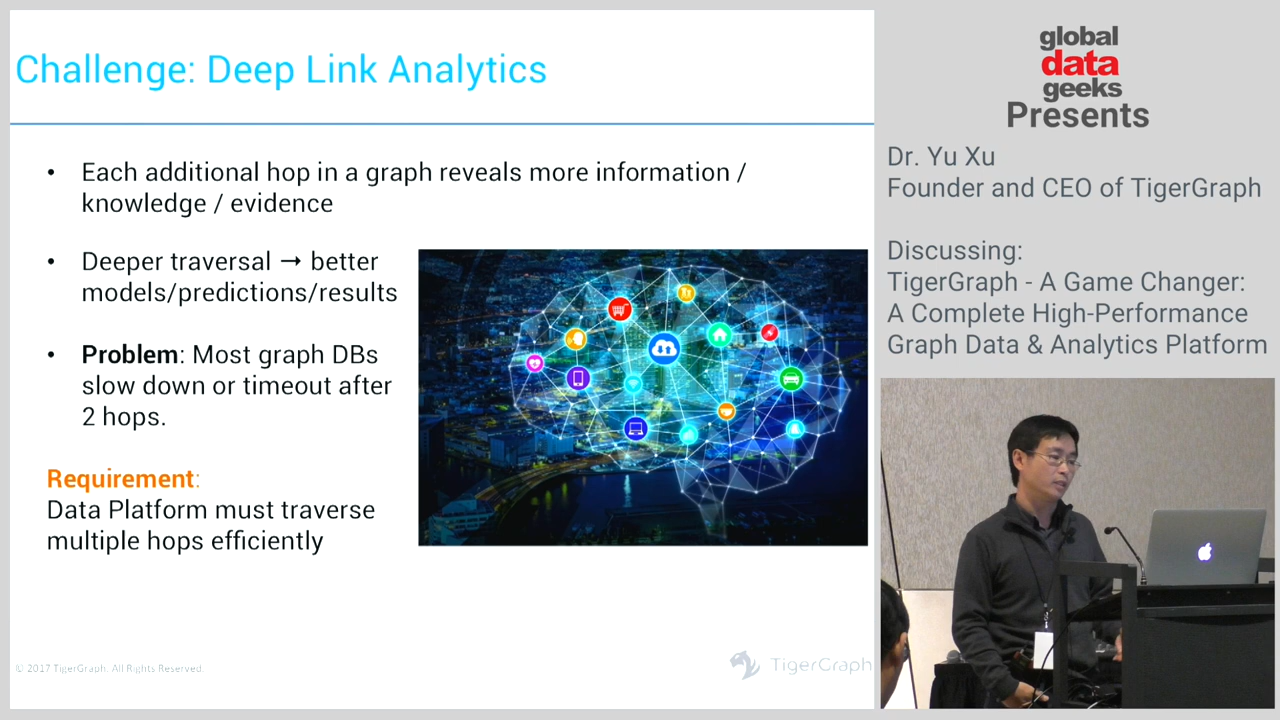 Challenge: Deep Link Analytics
• Each additional hop in a graph reveals more information /
knowledge / evidence
• Deeper traversal → better
models/predictions/results
• Problem: Most graph DBs
slow down or timeout after
2 hops.
Requirement:
Data Platform must traverse
multiple hops efficiently
© 2017 TigerGraph. All Rights Reserved.
TigerGraph
global
data
geeks
Presents
Dr. Yu Xu
Founder and CEO of TigerGraph
Discussing:
TigerGraph - A Game Changer:
A Complete High-Performance
Graph Data & Analytics Platform